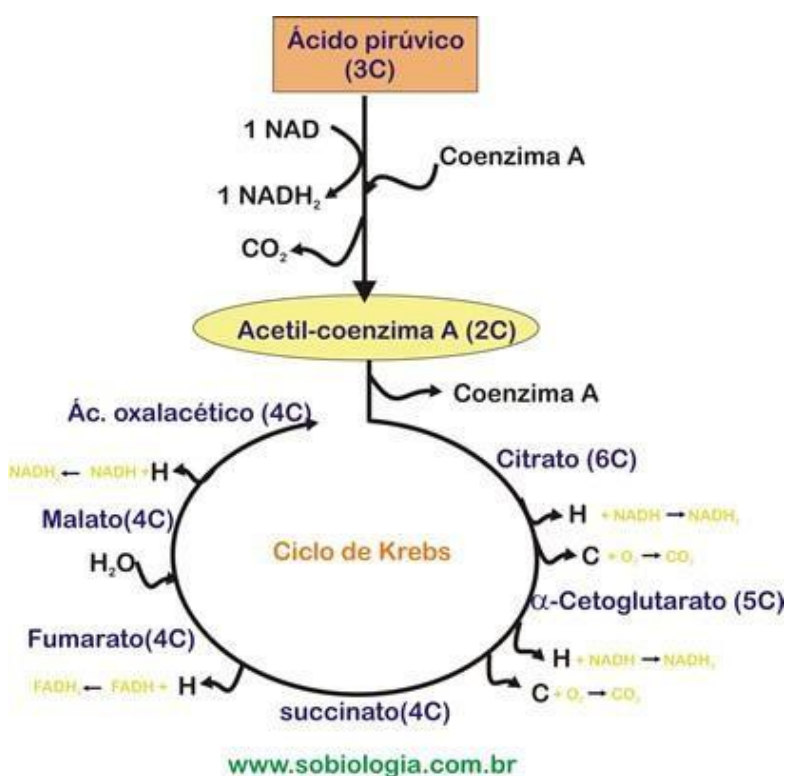 Ácido pirúvico
(3C)
1 NAD
Coenzima A
1 NADH₂
CO₂
Acetil-coenzima A (2C)
Coenzima A
Ác. oxalacético (4C)
Citrato (6C)
NADH₂ ← NADH + H
H + NADH → NADH₂
Malato(4C)
Ciclo de Krebs
C + O₂ → CO₂
H₂O
α-Cetoglutarato (5C)
Fumarato(4C)
H + NADH → NADH₂
FADH₂ ← FADH + H
C + O₂ → CO₂
succinato(4C)
www.sobiologia.com.br